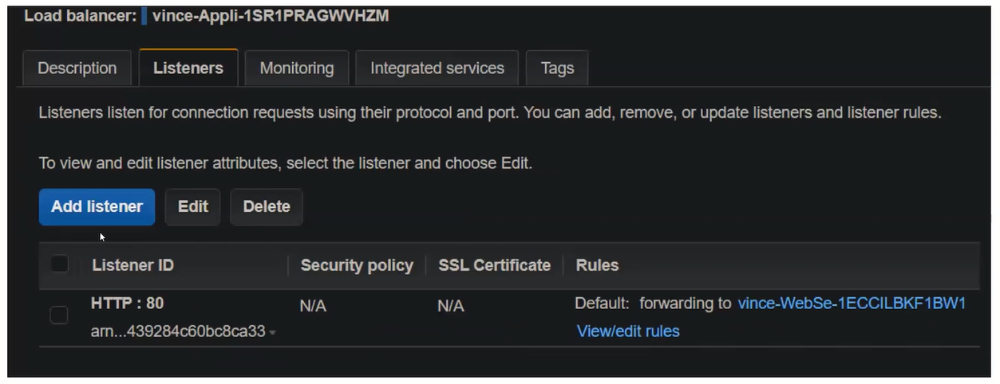 Load balancer: vince-Appli-1SR1PRAGWVHZM
Description Listeners Monitoring Integrated services Tags
Listeners listen for connection requests using their protocol and port. You can add, remove, or update listeners and listener rules.
To view and edit listener attributes, select the listener and choose Edit.
Add listener Edit Delete
Listener ID Security policy SSL Certificate Rules
HTTP : 80 N/A N/A Default: forwarding to vince-WebSe-1ECCILBKF1BW1
arn...439284c60bc8ca33 View/edit rules